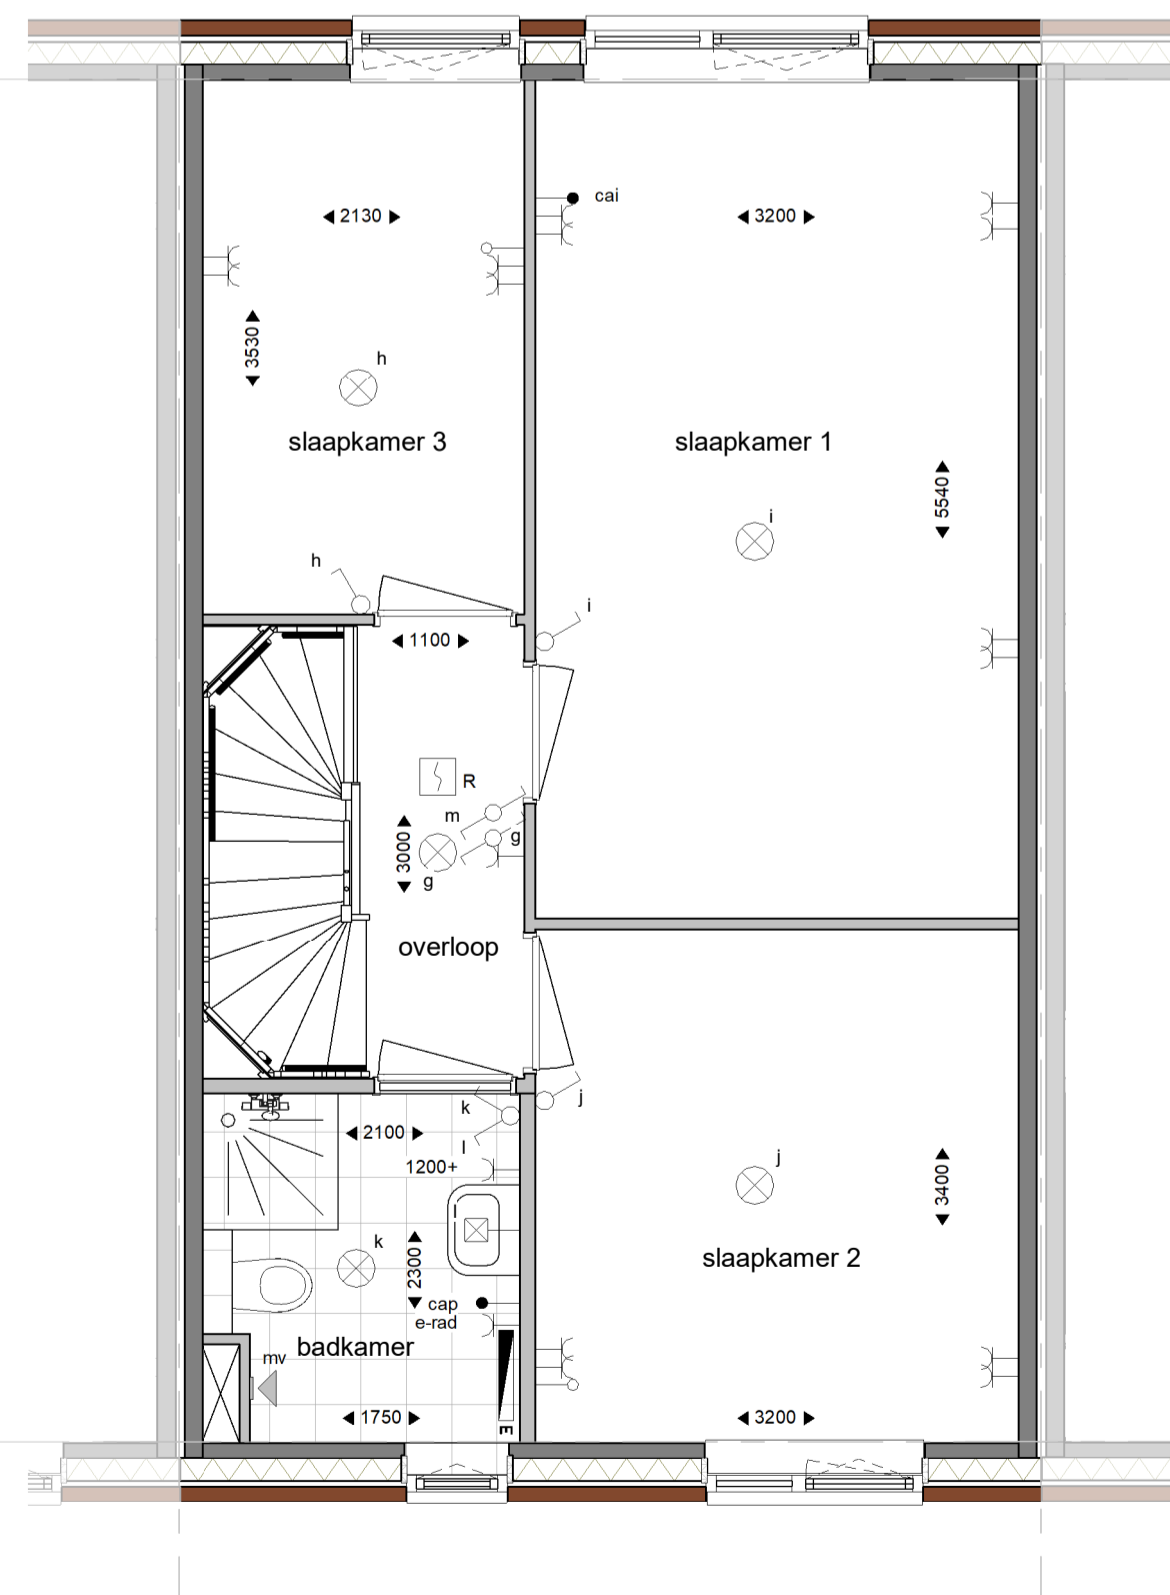 cai
2130
3200
3530
h
slaapkamer 3
slaapkamer 1
5540
i
h
i
1100
R
m
g
3000
g
overloop
k
j
2100
l
1200+
j
3400
k
2300
slaapkamer 2
cap
e-rad
badkamer
mv
1750
E
3200